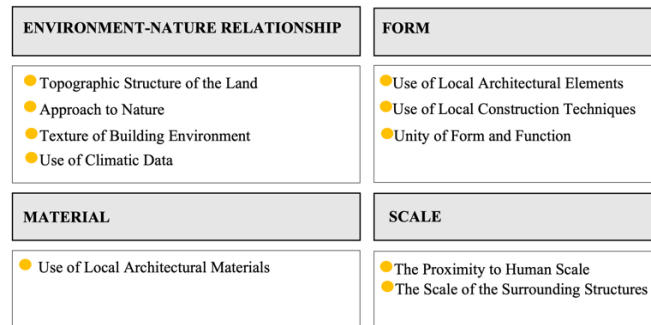 ENVIRONMENT-NATURE RELATIONSHIP
Topographic Structure of the Land
Approach to Nature
Texture of Building Environment
Use of Climatic Data
FORM
Use of Local Architectural Elements
Use of Local Construction Techniques
Unity of Form and Function
MATERIAL
Use of Local Architectural Materials
SCALE
The Proximity to Human Scale
The Scale of the Surrounding Structures